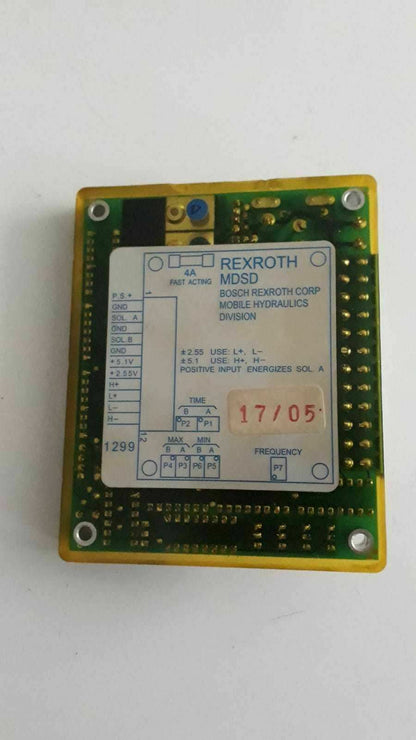 4A
FAST ACTING
REXROTH
MDSD
BOSCH REXROTH CORP
MOBILE HYDRAULICS
DIVISION
P.S.+
GND
SOL. A
GND
SOL.B
GND
+5.1V
+2.55V
H+
L+
L-
H-
1
12
±2.55 USE: L+, L-
±5.1 USE: H+, H-
POSITIVE INPUT ENERGIZES SOL A
TIME
B A
P2 P1
17/05
1299
MAX MIN
B A B A
P4 P3 P6 P5
FREQUENCY
P7